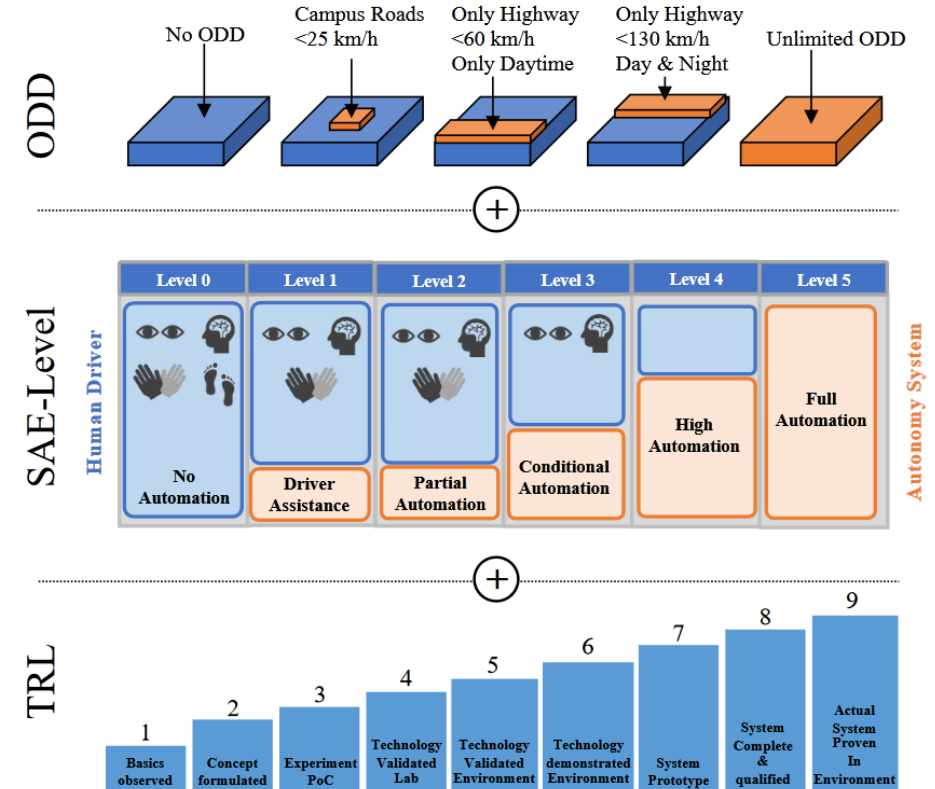 No ODD
Campus Roads
<25 km/h
Only Highway
<60 km/h
Only Daytime
Only Highway
<130 km/h
Day & Night
Unlimited ODD
ODD
+
Level 0
Level 1
Level 2
Level 3
Level 4
Level 5
SAE-Level
Human Driver
No
Automation
Driver
Assistance
Partial
Automation
Conditional
Automation
High
Automation
Full
Automation
Autonomy System
+
TRL
1
Basics
observed
2
Concept
formulated
3
Experiment
PoC
4
Technology
Validated
Lab
5
Technology
Validated
Environment
6
Technology
demonstrated
Environment
7
System
Prototype
8
System
Complete
&
qualified
9
Actual
System
Proven
In
Environment